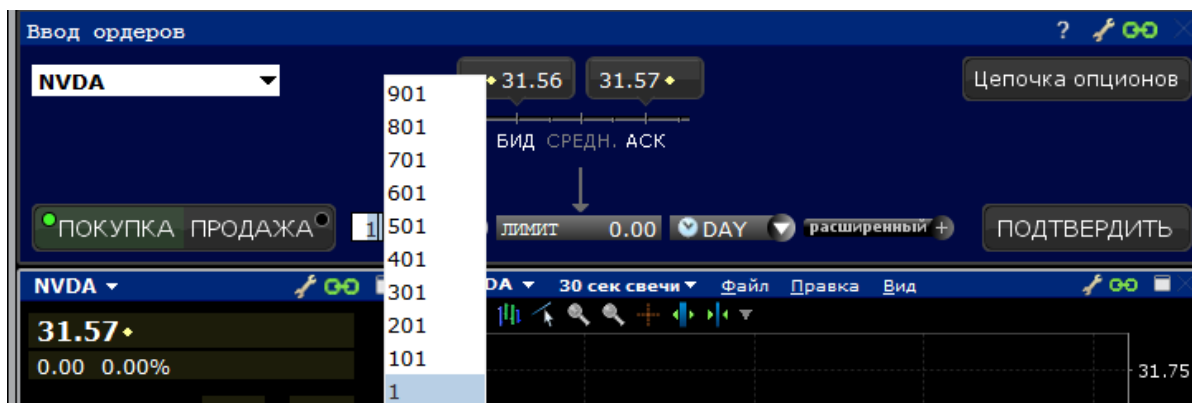 Ввод ордеров ?
NVDA
31.56 31.57 Цепочка опционов
БИД СРЕДН. АСК
901
801
701
601
501
401
301
201
101
1
ПОКУПКА ПРОДАЖА 1 ЛИМИТ 0.00 DAY расширенный + ПОДТВЕРДИТЬ
NVDA
31.57
0.00 0.00%
DA 30 сек свечи Файл Правка Вид
31.75